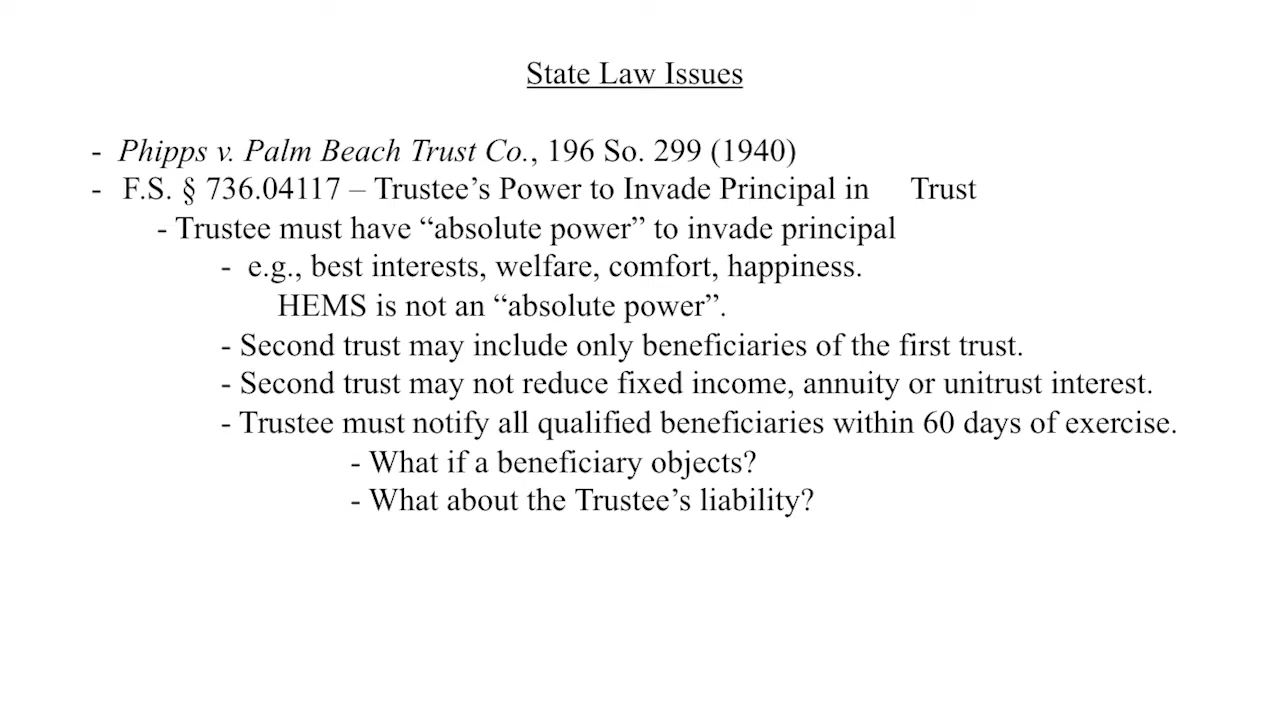 State Law Issues
- Phipps v. Palm Beach Trust Co., 196 So. 299 (1940)
- F.S. § 736.04117 – Trustee’s Power to Invade Principal in Trust
- Trustee must have “absolute power” to invade principal
- e.g., best interests, welfare, comfort, happiness.
HEMS is not an “absolute power”.
- Second trust may include only beneficiaries of the first trust.
- Second trust may not reduce fixed income, annuity or unitrust interest.
- Trustee must notify all qualified beneficiaries within 60 days of exercise.
- What if a beneficiary objects?
- What about the Trustee’s liability?